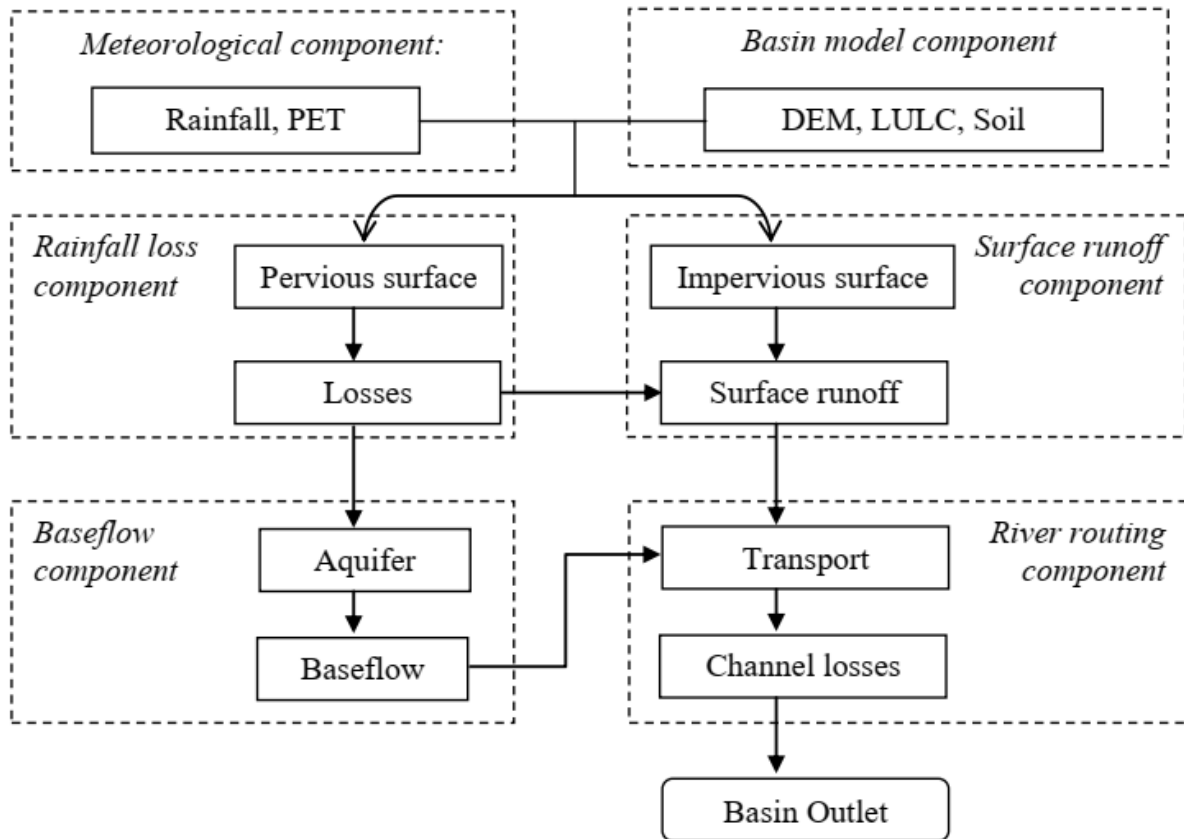 Meteorological component:
Rainfall, PET
Basin model component
DEM, LULC, Soil
Rainfall loss
component
Pervious surface
Losses
Impervious surface
Surface runoff
Surface runoff
component
Baseflow
component
Aquifer
Baseflow
Transport
Channel losses
River routing
component
Basin Outlet